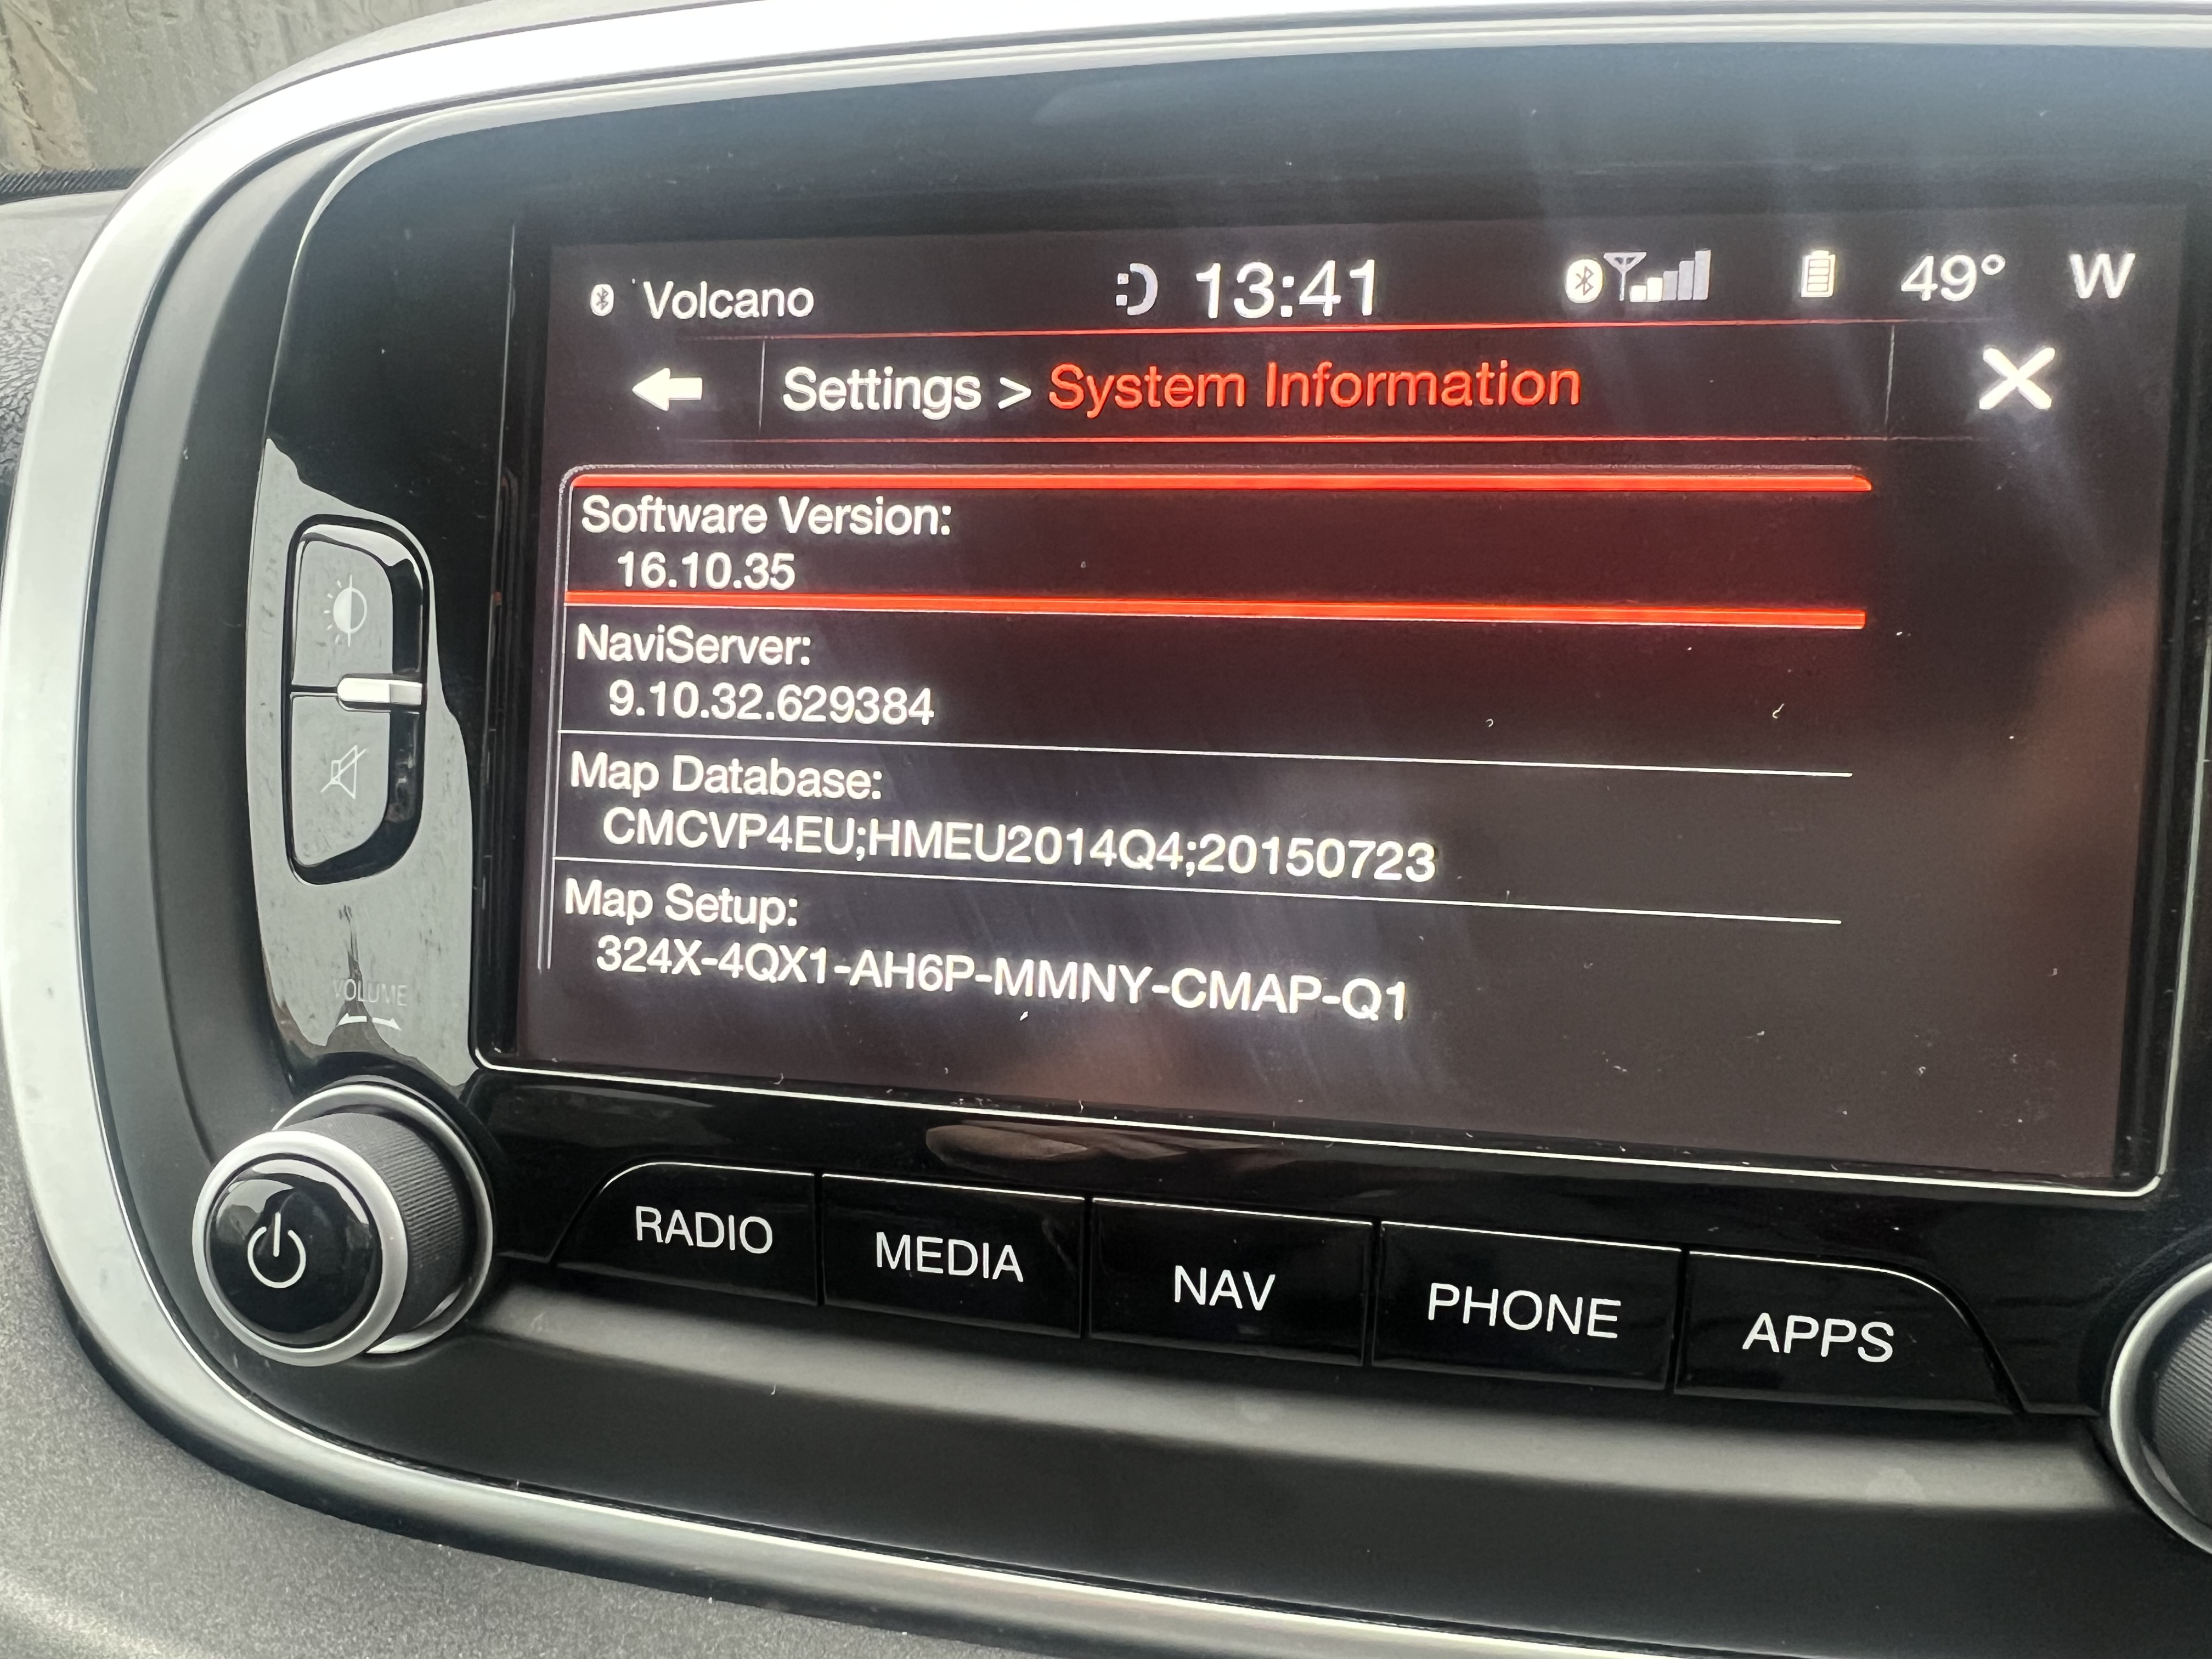 Volcano 13:41 49° W
Settings > System Information
Software Version:
16.10.35
NaviServer:
9.10.32.629384
Map Database:
CMCVP4EU;HMEU2014Q4;20150723
Map Setup:
324X-4QX1-AH6P-MMNY-CMAP-Q1
VOLUME
RADIO MEDIA NAV PHONE APPS